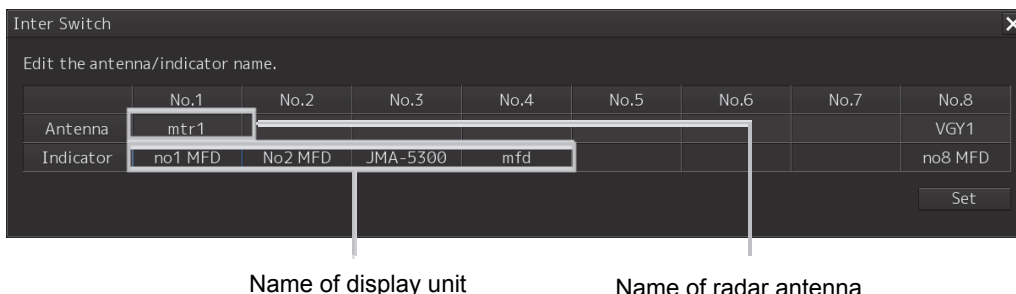 Inter Switch
Edit the antenna/indicator name.
No.1 No.2 No.3 No.4 No.5 No.6 No.7 No.8
Antenna mtr1 VGY1
Indicator no1 MFD No2 MFD JMA-5300 mfd no8 MFD
Set
Name of display unit Name of radar antenna